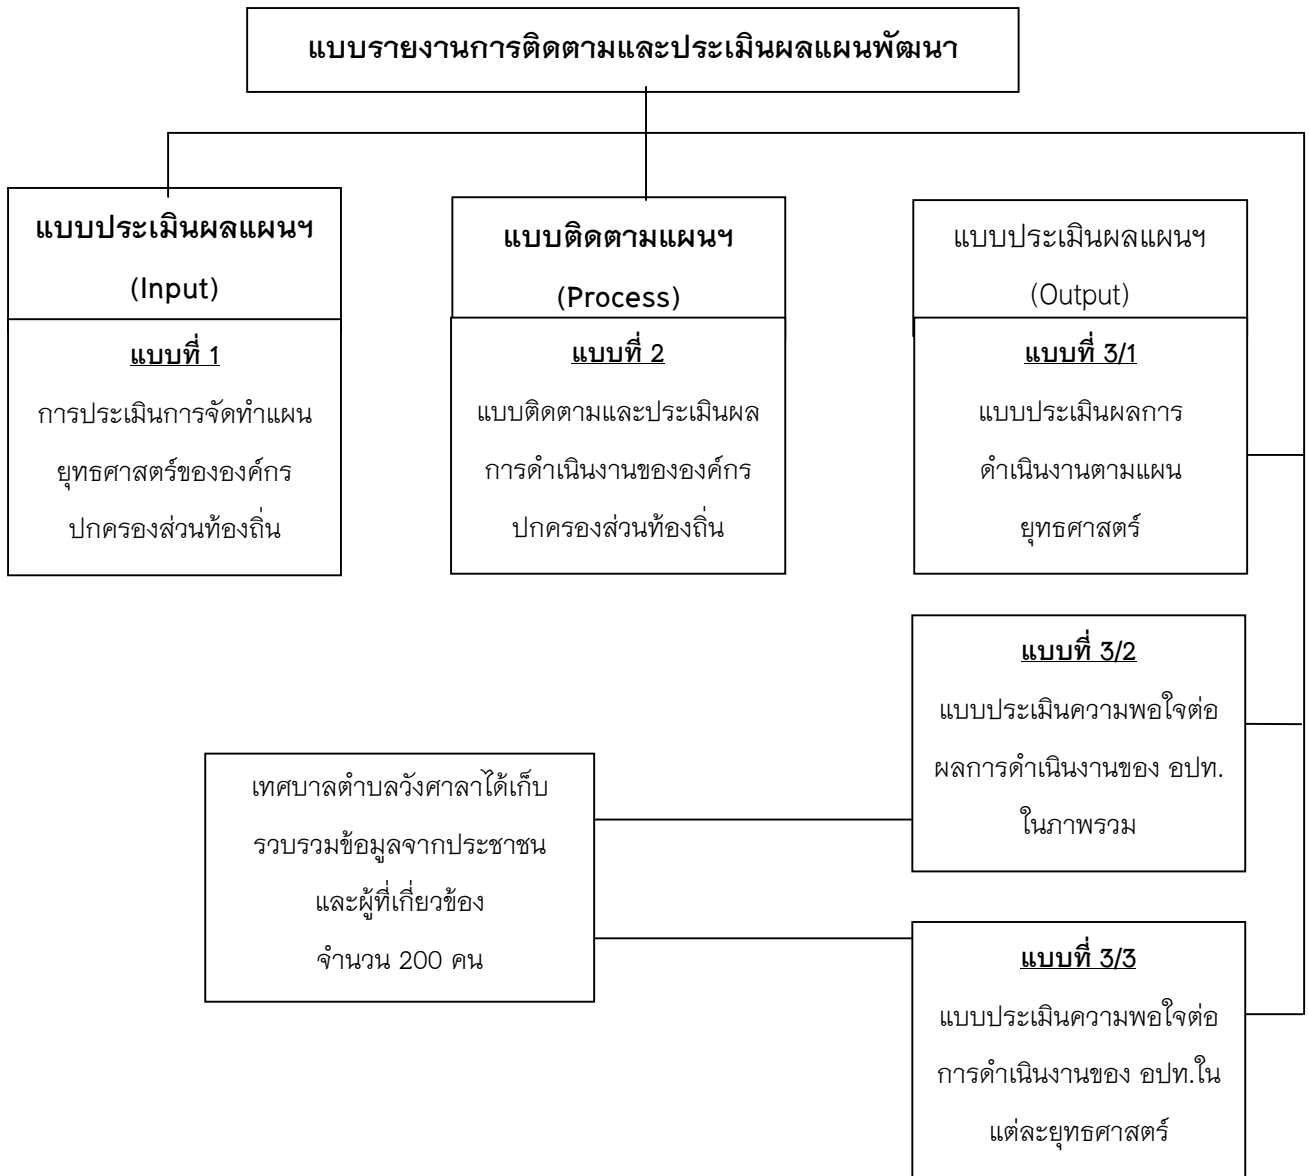 แบบรายงานการติดตามและประเมินผลแผนพัฒนา
แบบประเมินผลแผนฯ
(Input)
แบบที่ 1
การประเมินการจัดทำแผน
ยุทธศาสตร์ขององค์กร
ปกครองส่วนท้องถิ่น
แบบติดตามแผนฯ
(Process)
แบบที่ 2
แบบติดตามและประเมินผล
การดำเนินงานขององค์กร
ปกครองส่วนท้องถิ่น
แบบประเมินผลแผนฯ
(Output)
แบบที่ 3/1
แบบประเมินผลการ
ดำเนินงานตามแผน
ยุทธศาสตร์
แบบที่ 3/2
แบบประเมินความพอใจต่อ
ผลการดำเนินงานของ อปท.
ในภาพรวม
เทศบาลตำบลวังศาลาได้เก็บ
รวบรวมข้อมูลจากประชาชน
และผู้ที่เกี่ยวข้อง
จำนวน 200 คน
แบบที่ 3/3
แบบประเมินความพอใจต่อ
การดำเนินงานของ อปท.ใน
แต่ละยุทธศาสตร์